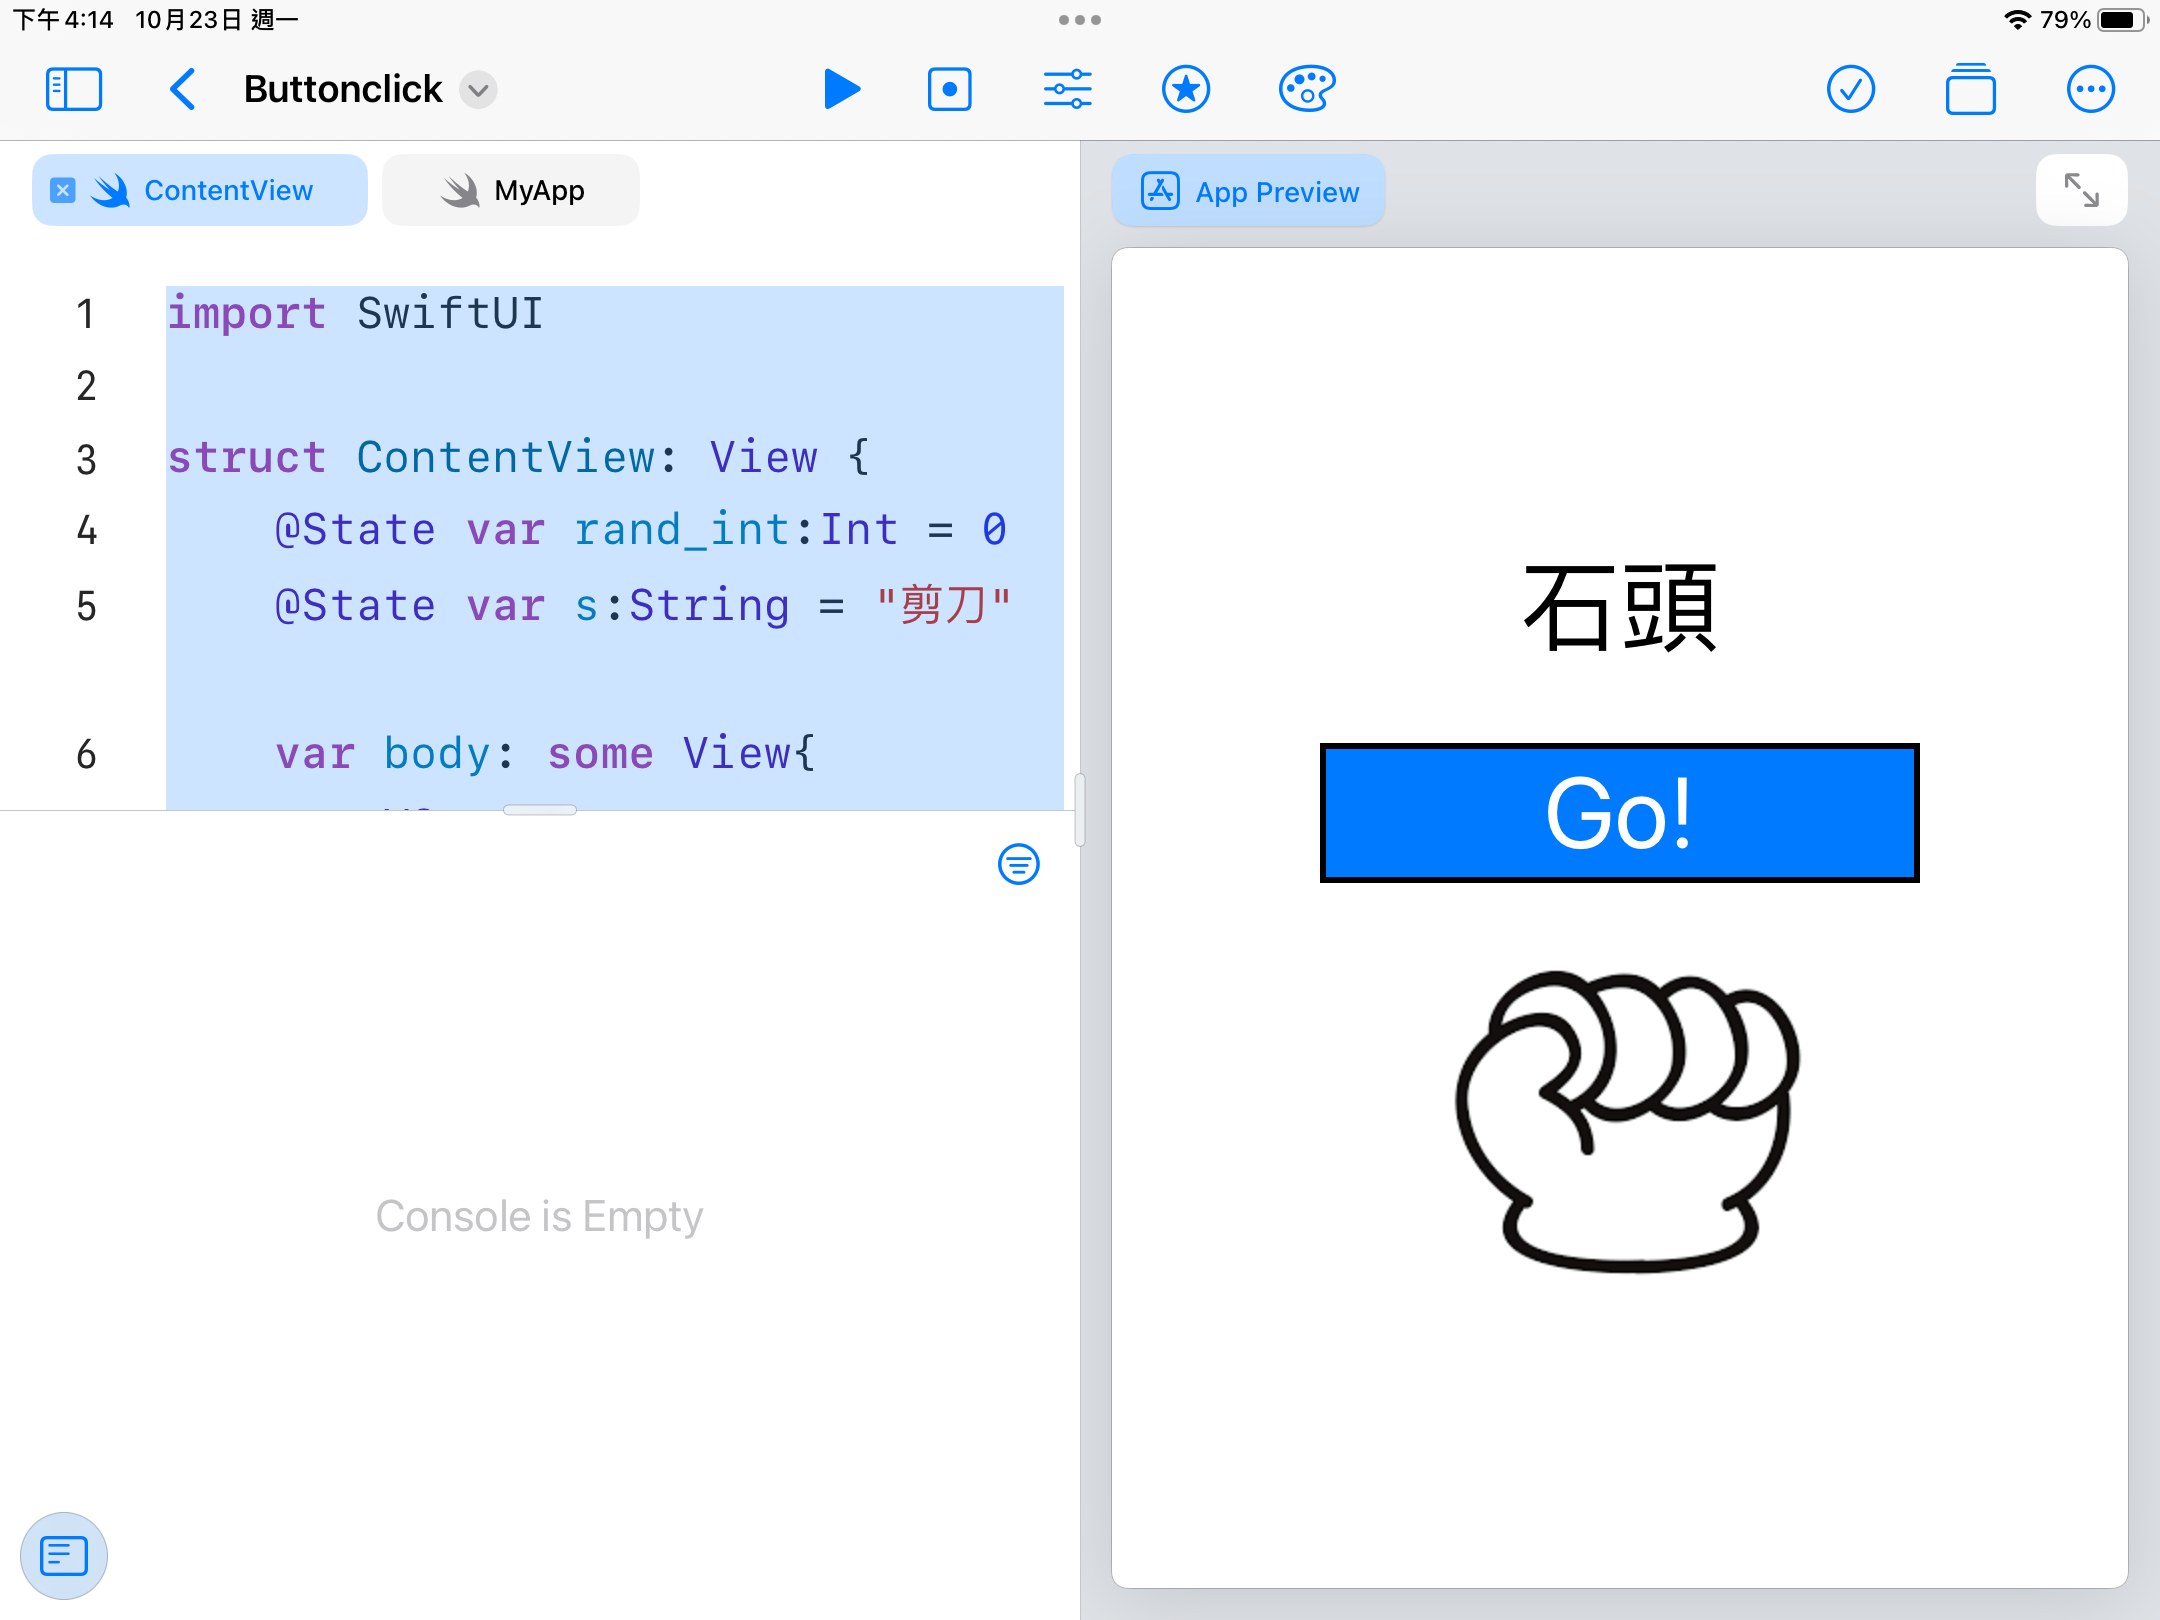 下午4:14 10月23日 週一
79%
Buttonclick
ContentView
MyApp
1 import SwiftUI
2
3 struct ContentView: View {
4 @State var rand_int:Int = 0
5 @State var s:String = "剪刀"
6 var body: some View{
Console is Empty
App Preview
石頭
Go!